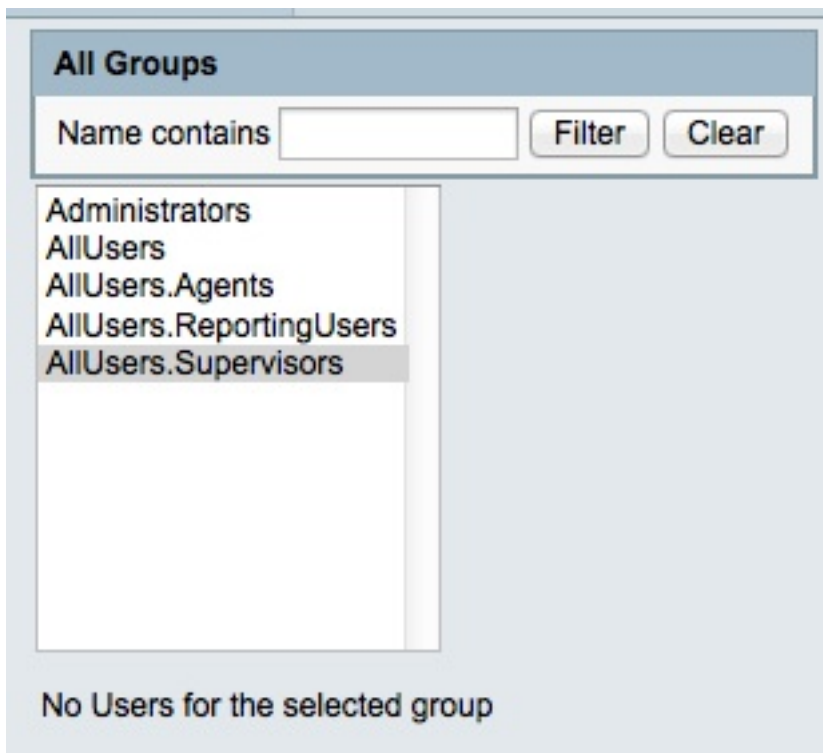 All Groups
Name contains Filter Clear
Administrators
AllUsers
AllUsers.Agents
AllUsers.ReportingUsers
AllUsers.Supervisors
No Users for the selected group